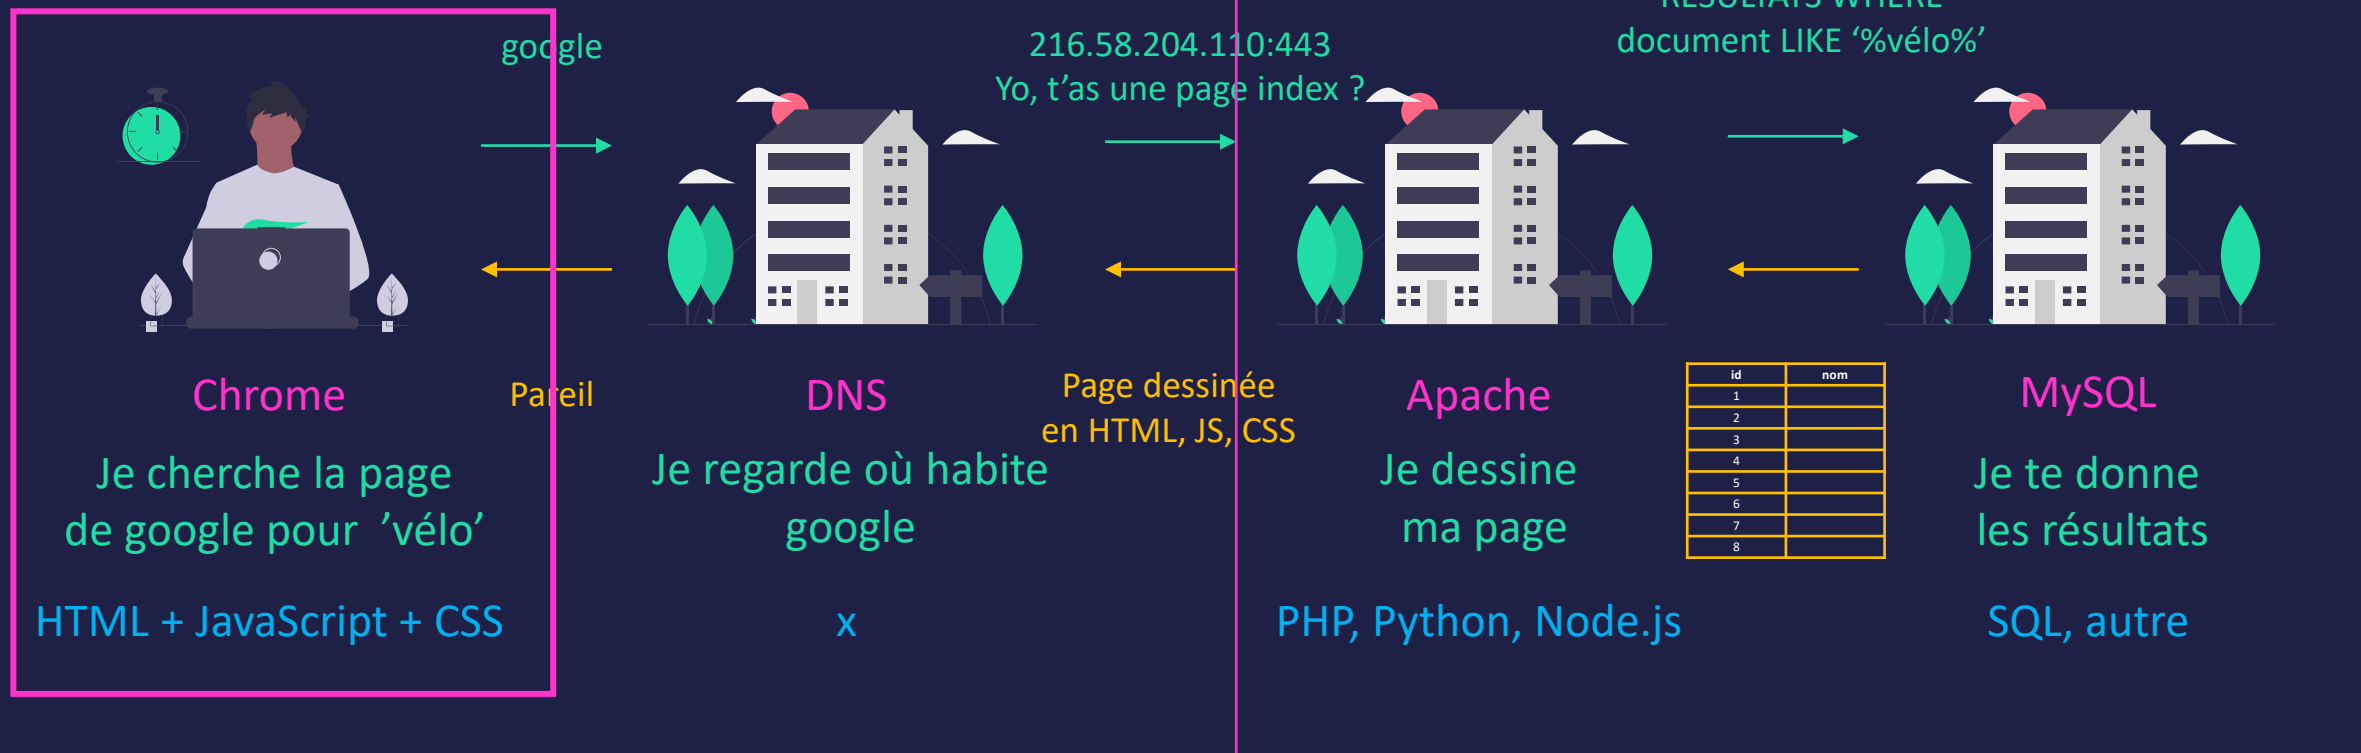 RESULTATS WHERE
document LIKE ‘%vélo%’
google
216.58.204.110:443
Yo, t’as une page index ?
Chrome
Pareil
DNS
Page dessinée
en HTML, JS, CSS
Apache
id nom
1
2
3
4
5
6
7
8
MySQL
Je cherche la page
de google pour ’vélo’
Je regarde où habite
google
Je dessine
ma page
Je te donne
les résultats
HTML + JavaScript + CSS
x
PHP, Python, Node.js
SQL, autre